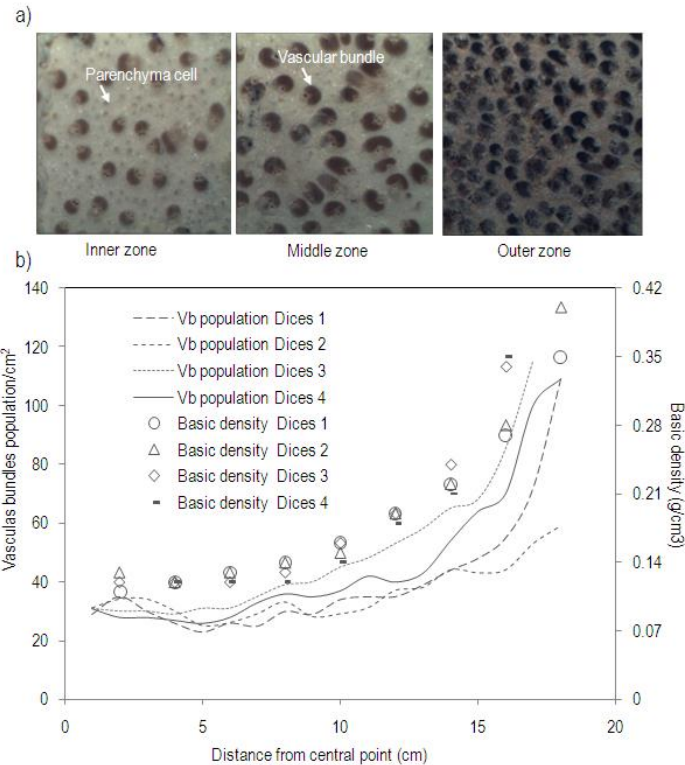 a)
Parenchyma cell
Vascular bundle
Inner zone
Middle zone
Outer zone
b)
140
120
100
80
60
40
20
0
Vasculas bundles population/cm²
Vb population Dices 1
Vb population Dices 2
Vb population Dices 3
Vb population Dices 4
Basic density Dices 1
Basic density Dices 2
Basic density Dices 3
Basic density Dices 4
0.42
0.35
0.28
0.21
0.14
0.07
0
Basic density (g/cm3)
0
5
10
15
20
Distance from central point (cm)